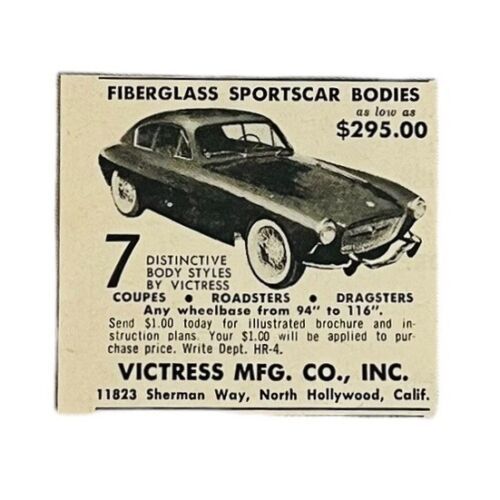 FIBERGLASS SPORTSCAR BODIES
as low as
$295.00
7 DISTINCTIVE
BODY STYLES
BY VICTRESS
COUPES • ROADSTERS • DRAGSTERS
Any wheelbase from 94" to 116".
Send $1.00 today for illustrated brochure and in-
struction plans. Your $1.00 will be applied to pur-
chase price. Write Dept. HR-4.
VICTRESS MFG. CO., INC.
11823 Sherman Way, North Hollywood, Calif.